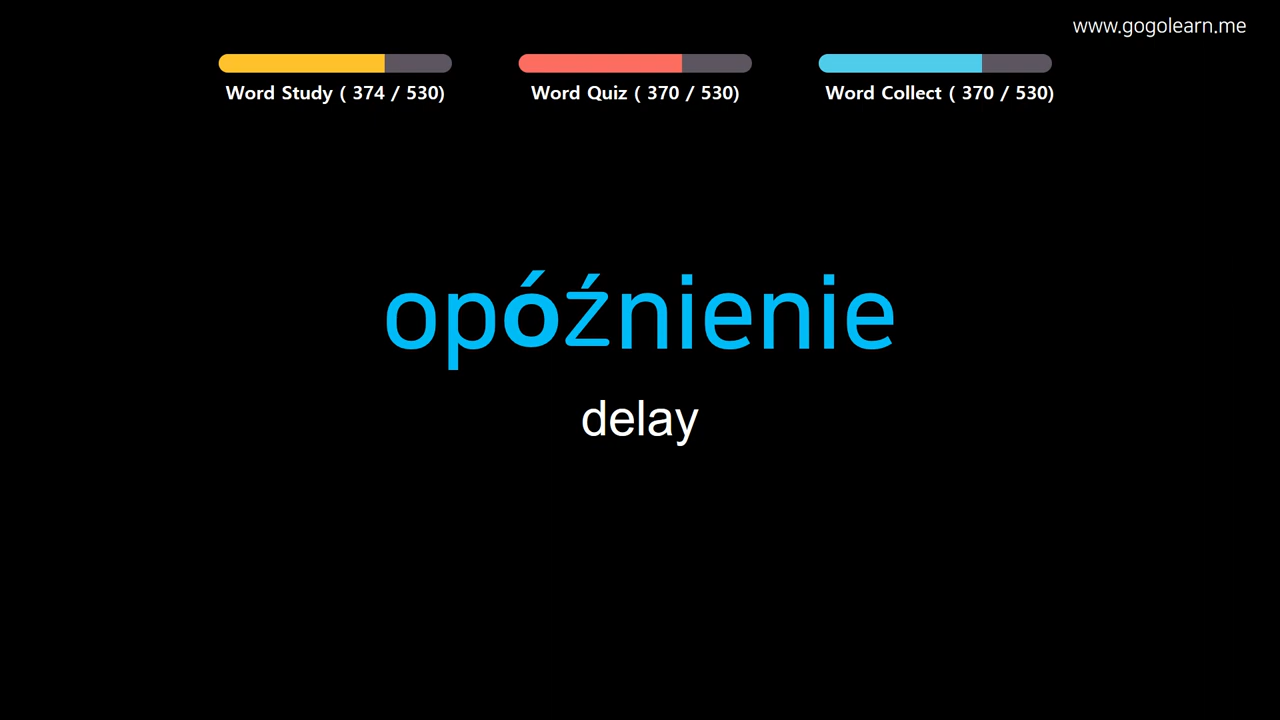 www.gogolearn.me
Word Study ( 374 / 530)
Word Quiz ( 370 / 530)
Word Collect ( 370 / 530)
opóźnienie
delay